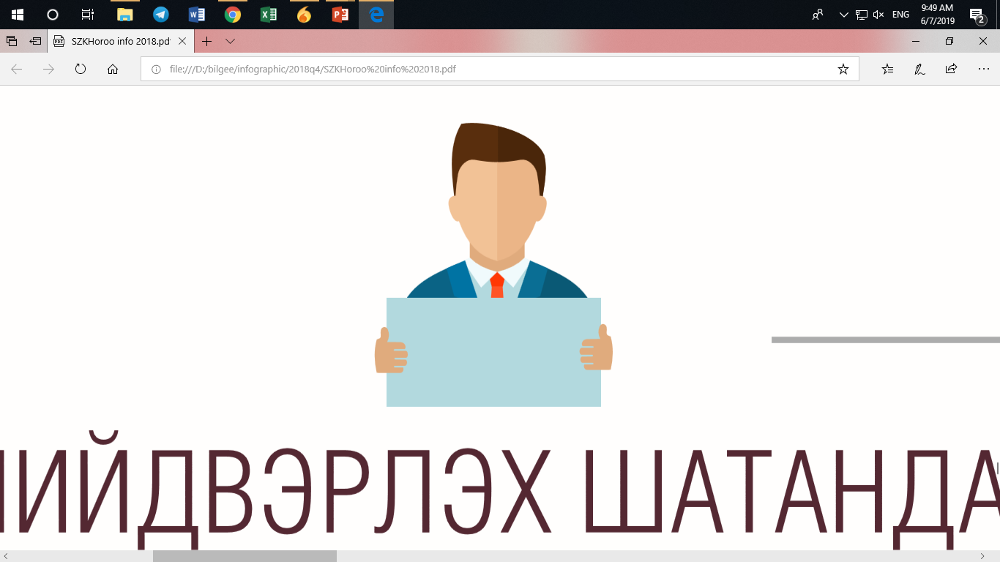 9:49 AM
ENG
6/7/2019
2
SZKHoroo info 2018.pd
file:///D:/bilgee/infographic/2018q4/SZKHoroo%20info%202018.pdf
ИЙДВЭРЛЭХ ШАТАНДА